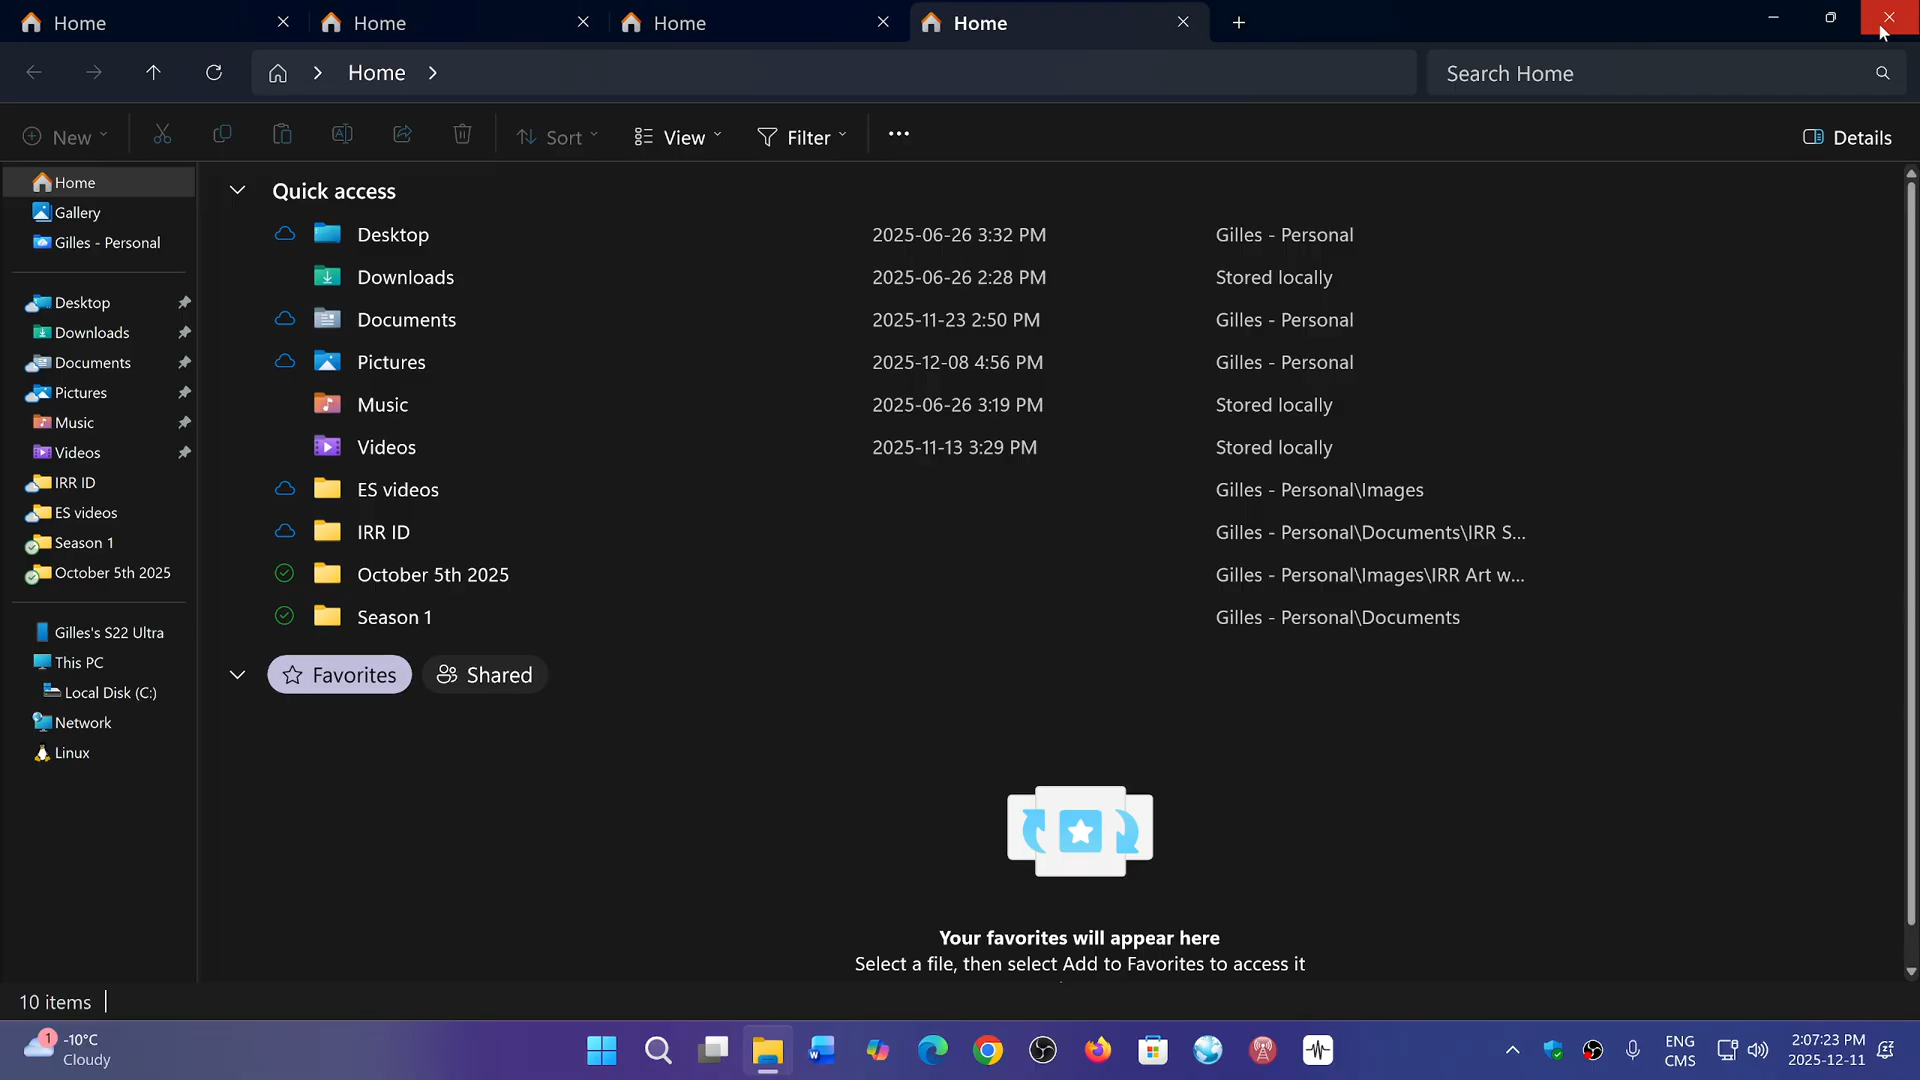 Home
Home
Home
Home
Home
Search Home
New
Sort
View
Filter
Details
Home
Gallery
Gilles - Personal
Desktop
Downloads
Documents
Pictures
Music
Videos
IRR ID
ES videos
Season 1
October 5th 2025
Gilles's S22 Ultra
This PC
Local Disk (C:)
Network
Linux
Quick access
Desktop 2025-06-26 3:32 PM Gilles - Personal
Downloads 2025-06-26 2:28 PM Stored locally
Documents 2025-11-23 2:50 PM Gilles - Personal
Pictures 2025-12-08 4:56 PM Gilles - Personal
Music 2025-06-26 3:19 PM Stored locally
Videos 2025-11-13 3:29 PM Stored locally
ES videos Gilles - Personal\Images
IRR ID Gilles - Personal\Documents\IRR S...
October 5th 2025 Gilles - Personal\Images\IRR Art w...
Season 1 Gilles - Personal\Documents
Favorites
Shared
Your favorites will appear here
Select a file, then select Add to Favorites to access it
10 items
1
-10°C
Cloudy
W
ENG
CMS
2:07:23 PM
2025-12-11